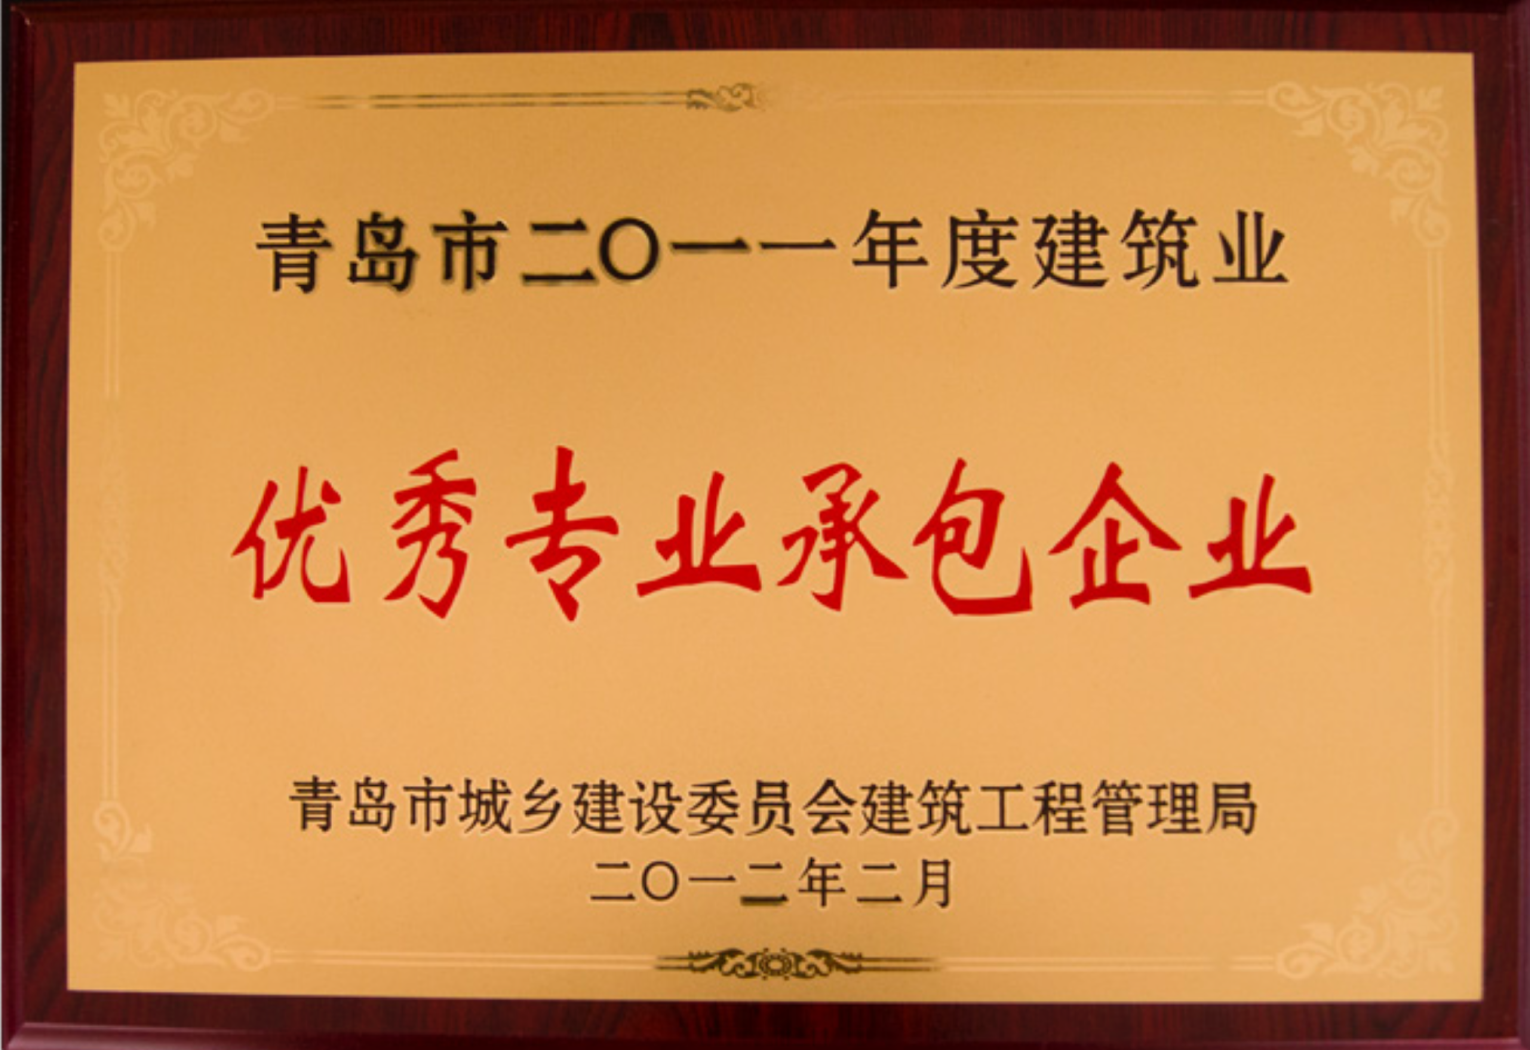 青岛市二〇一一年度建筑业
优秀专业承包企业
青岛市城乡建设委员会建筑工程管理局
二〇一二年二月